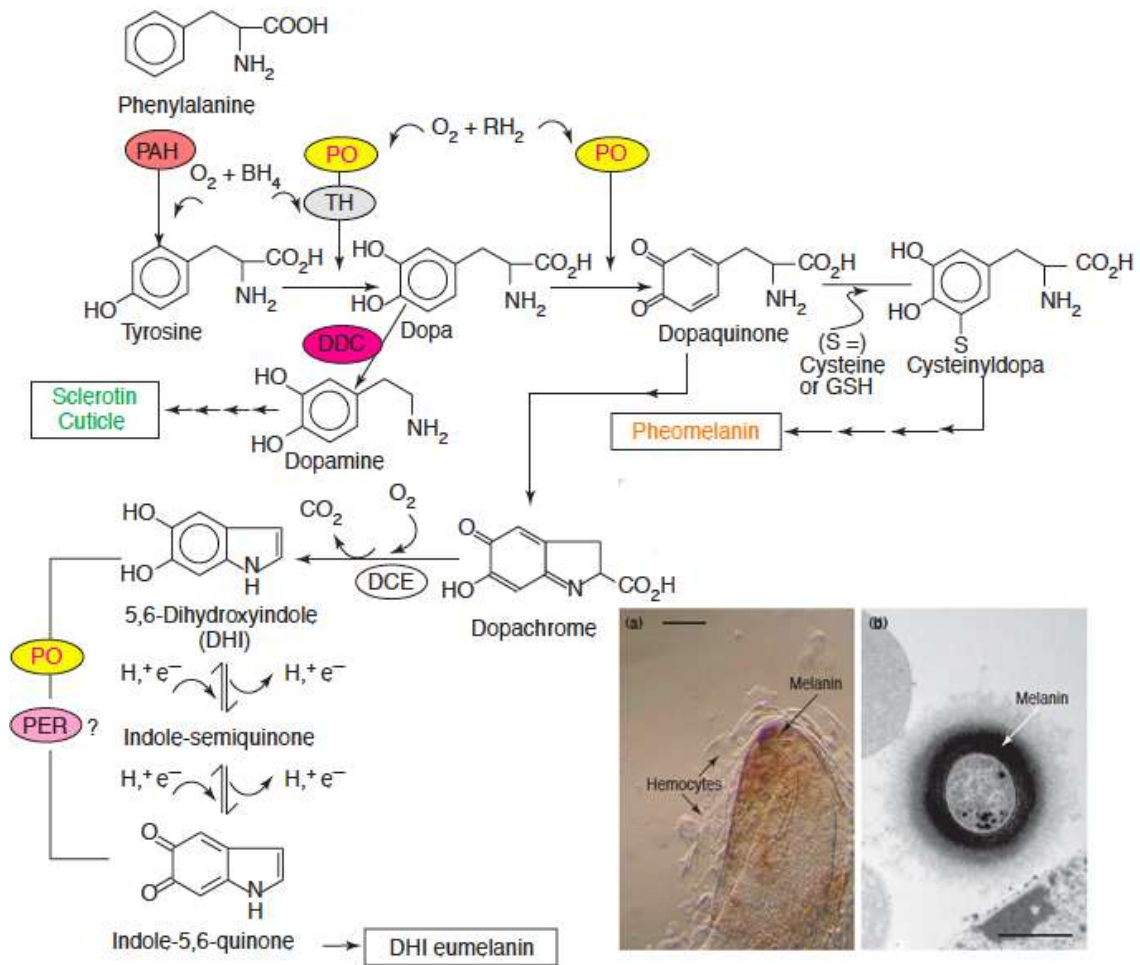 COOH
NH2
Phenylalanine
PAH
O2 + BH4
PO
TH
O2 + RH2
PO
HO
CO2H
NH2
Tyrosine
HO
HO
CO2H
NH2
Dopa
O
O
CO2H
NH2
Dopaquinone
(S =)
Cysteine
or GSH
HO
HO
S
CO2H
NH2
Cysteinyldopa
DDC
Sclerotin
Cuticle
HO
HO
NH2
Dopamine
Pheomelanin
HO
HO
N
H
5,6-Dihydroxyindole
(DHI)
CO2
O2
DCE
O
HO
N
CO2H
Dopachrome
PO
PER ?
H,+ e−
H,+ e−
Indole-semiquinone
H,+ e−
H,+ e−
O
O
N
H
Indole-5,6-quinone
DHI eumelanin
(a)
Melanin
Hemocytes
(b)
Melanin